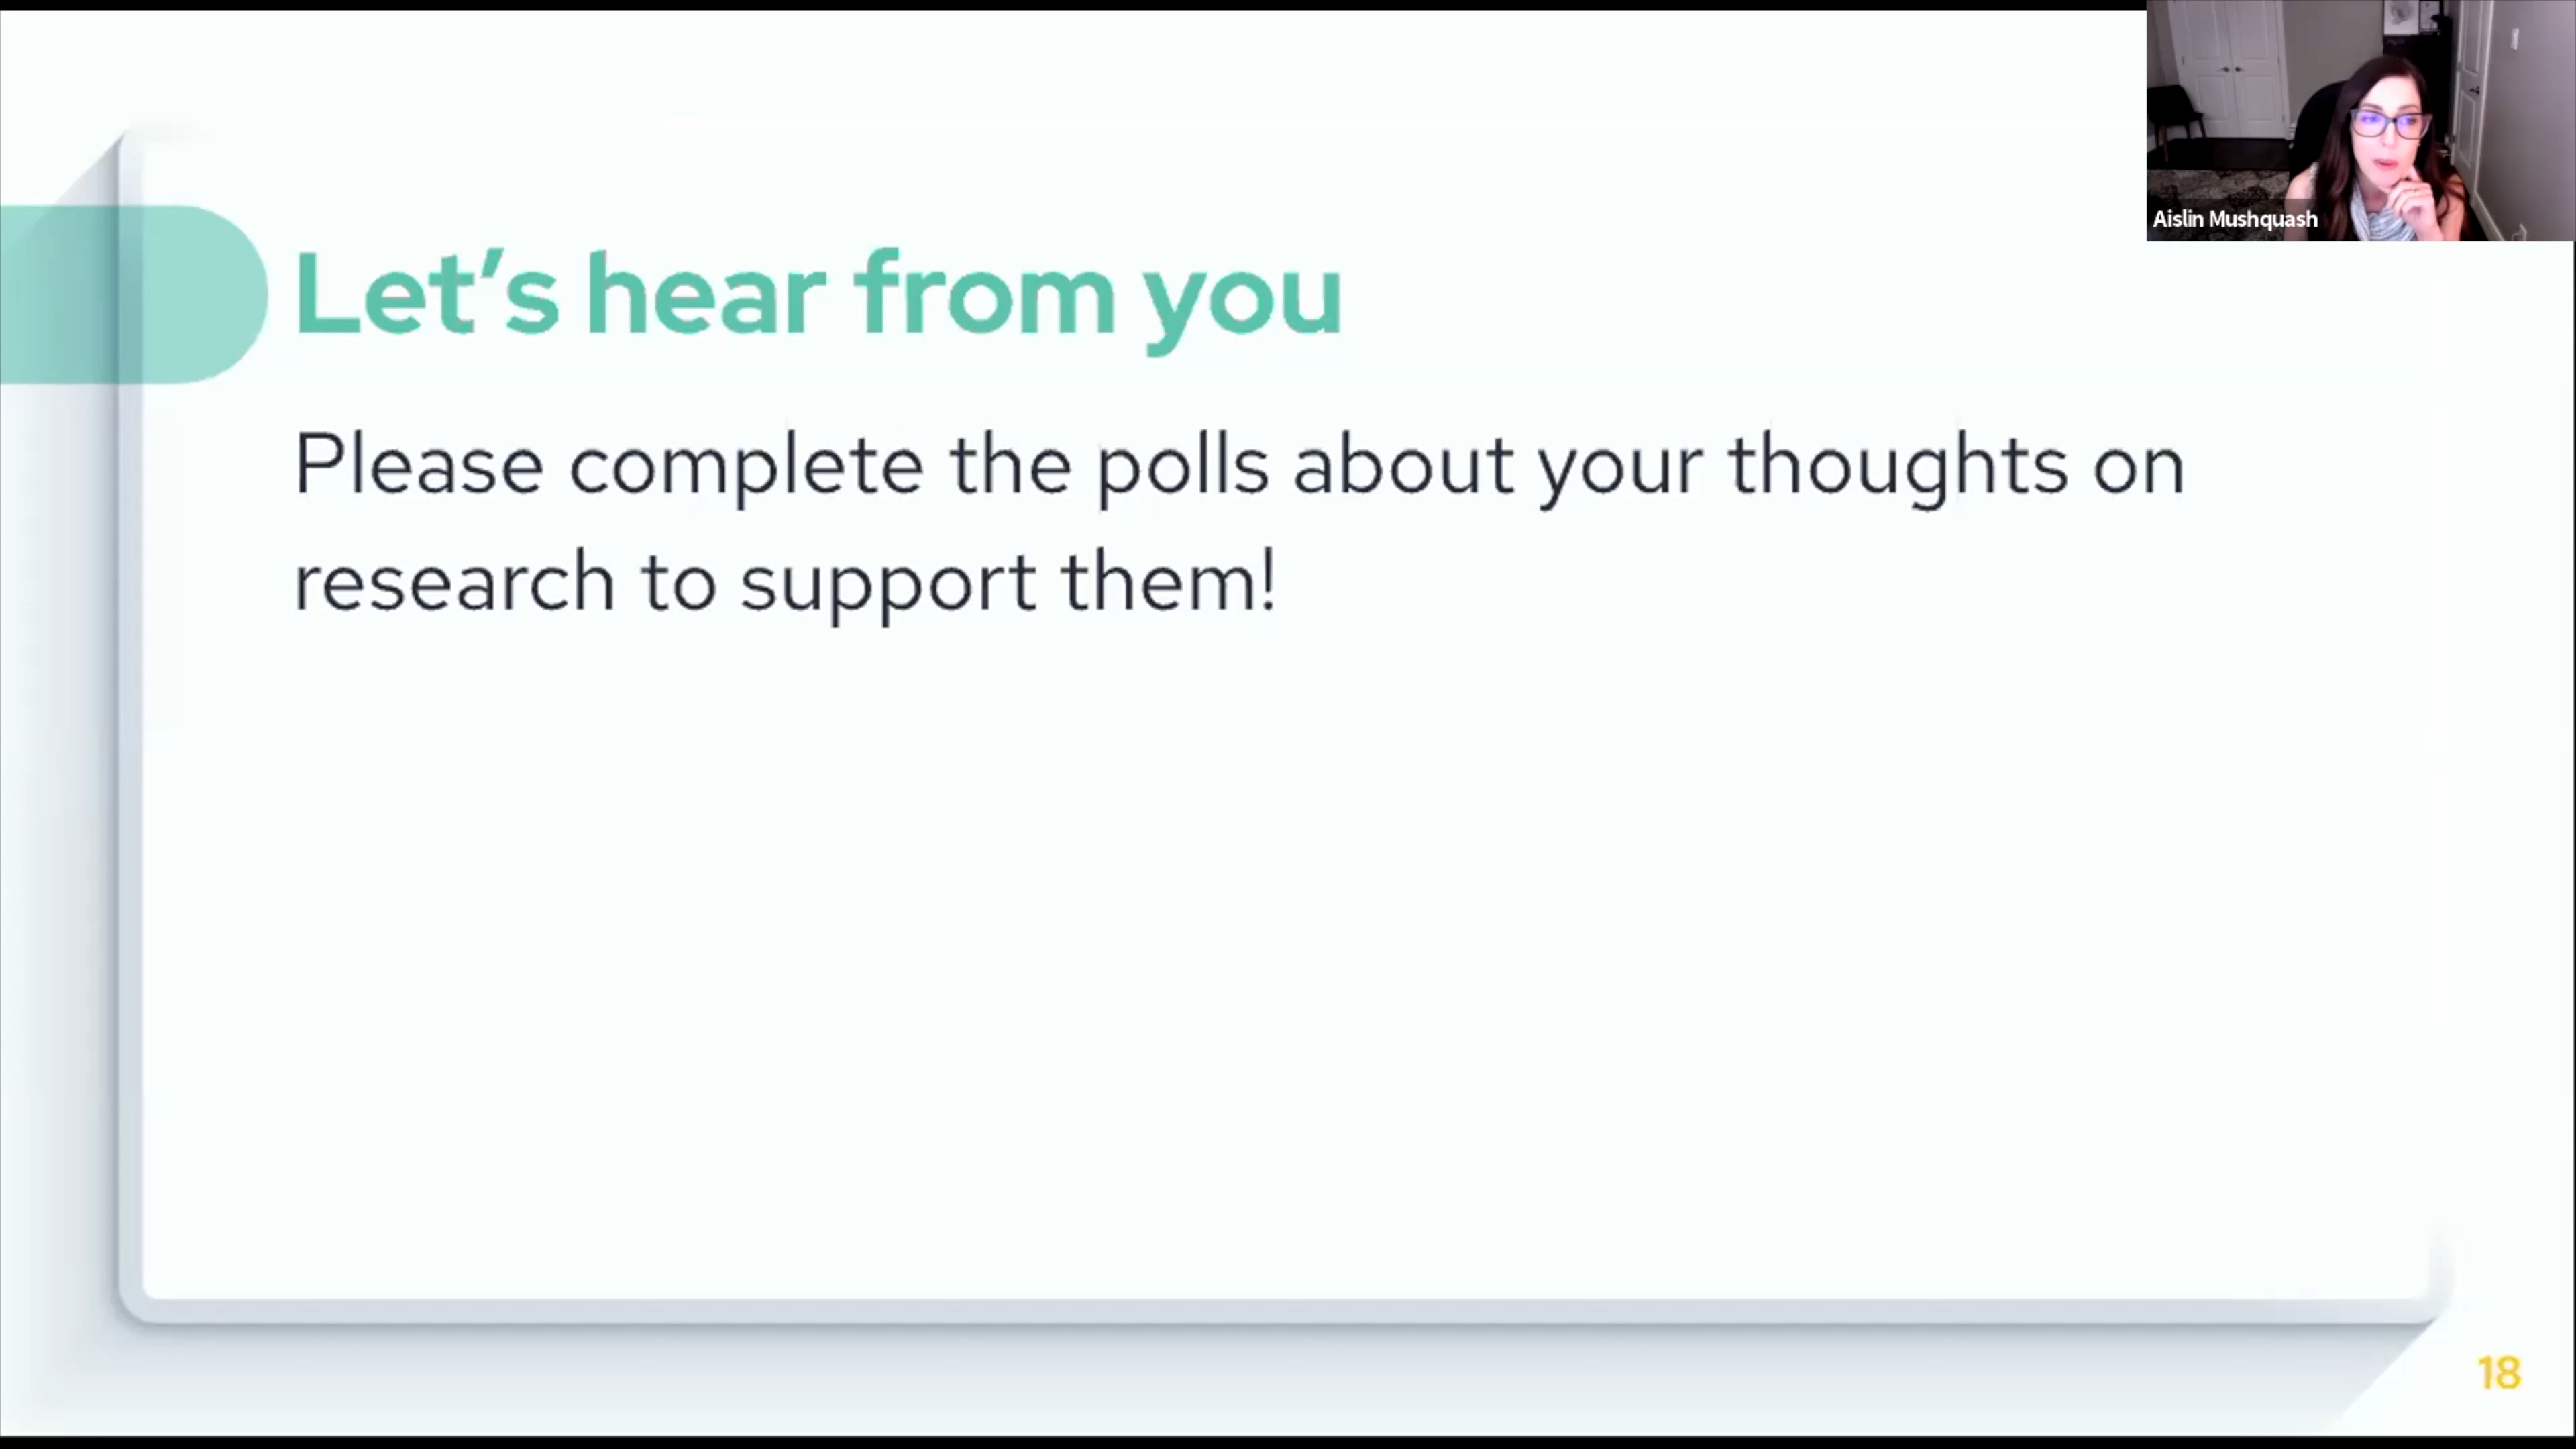 Aislin Mushquash
Let's hear from you
Please complete the polls about your thoughts on
research to support them!
18